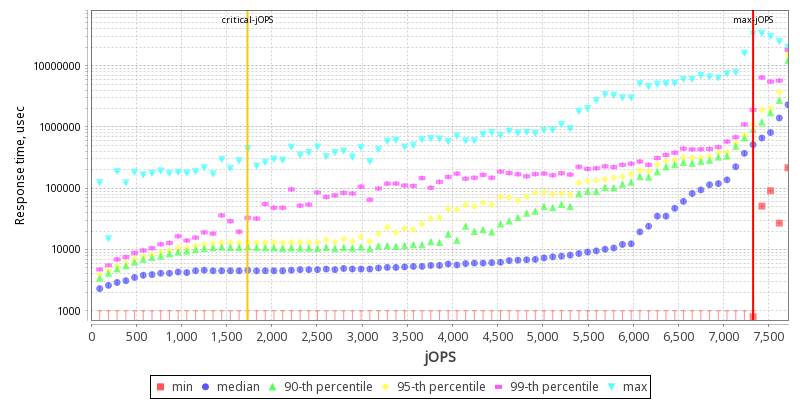 critical-jOPS
max-jOPS
Response time, usec
10000000
1000000
100000
10000
1000
0
500
1,000
1,500
2,000
2,500
3,000
3,500
4,000
4,500
5,000
5,500
6,000
6,500
7,000
7,500
jOPS
min
median
90-th percentile
95-th percentile
99-th percentile
max